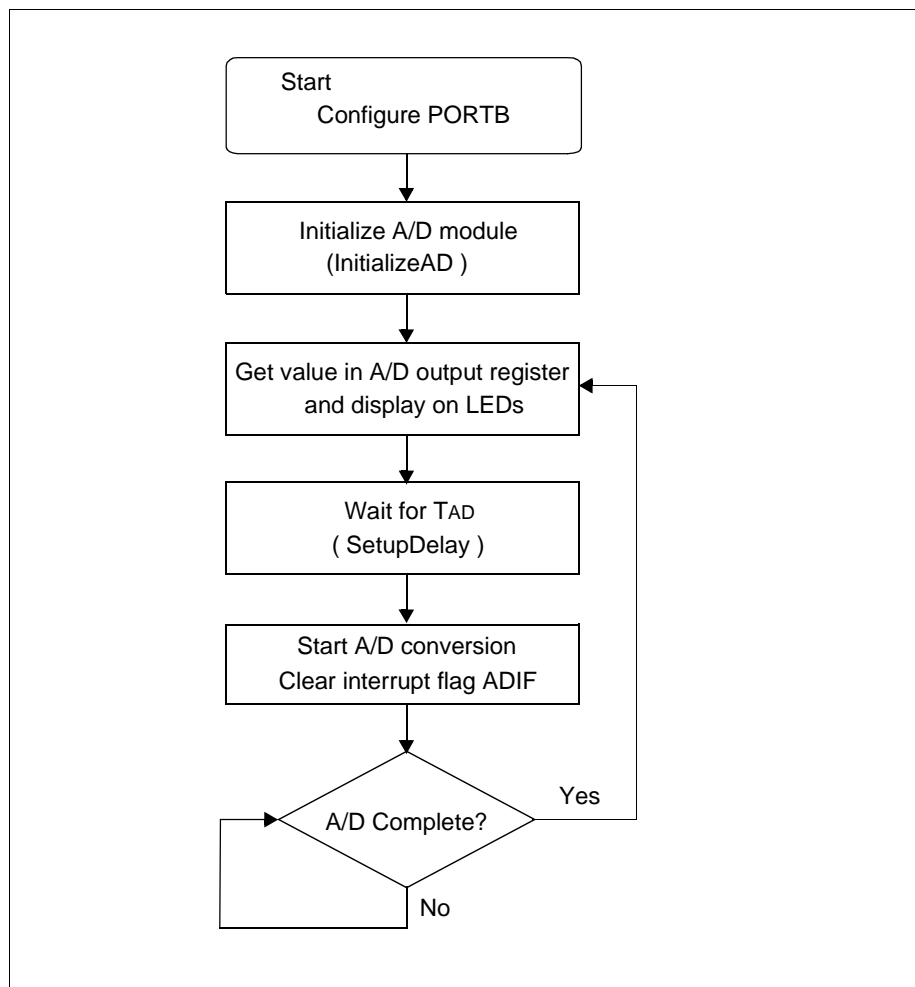 Start
Configure PORTB
Initialize A/D module
(InitializeAD )
Get value in A/D output register
and display on LEDs
Wait for TAD
( SetupDelay )
Start A/D conversion
Clear interrupt flag ADIF
Yes
A/D Complete?
No